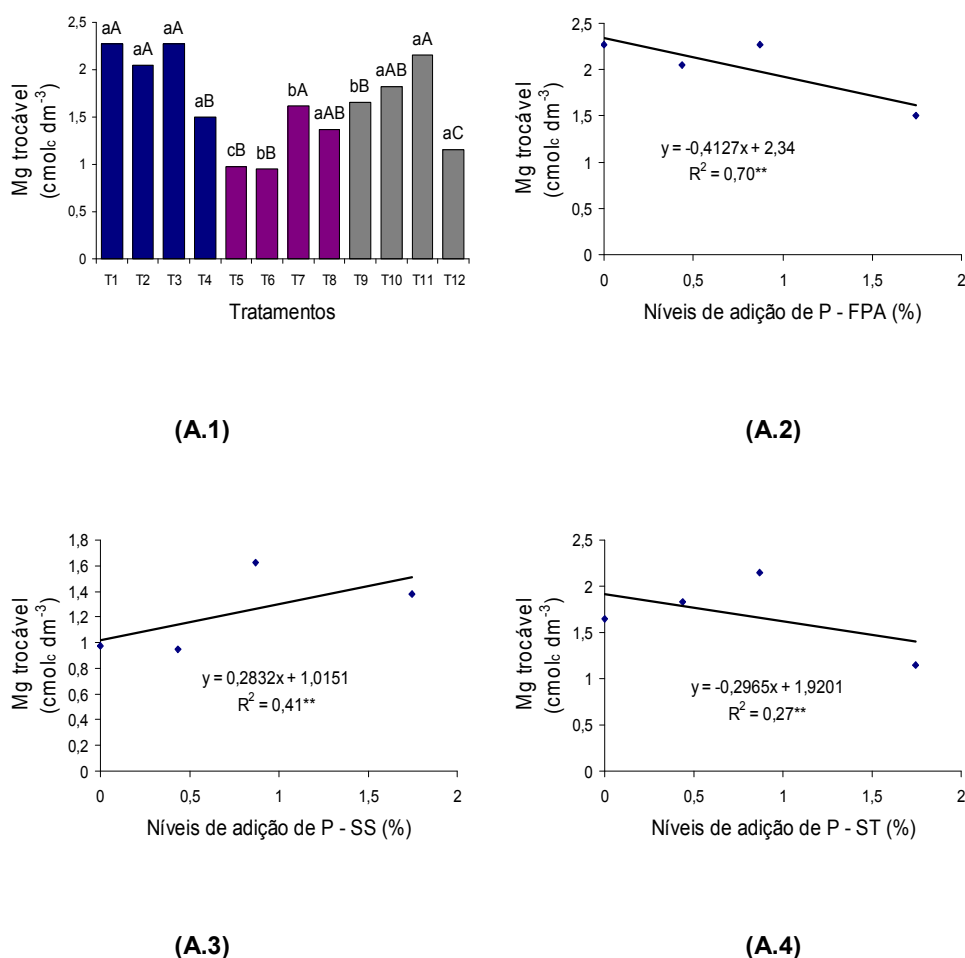 Mg trocável
(cmolc dm-3)
2,5
2
1,5
1
0,5
0
aA
aA
aA
aB
cB
bB
bA
aAB
bB
aAB
aA
aC
T1 T2 T3 T4 T5 T6 T7 T8 T9 T10 T11 T12
Tratamentos
(A.1)
Mg trocável
(cmolc dm-3)
2,5
2
1,5
1
0,5
0
y = -0,4127x + 2,34
R2 = 0,70**
0 0,5 1 1,5 2
Níveis de adição de P - FPA (%)
(A.2)
Mg trocável
(cmolc dm-3)
1,8
1,6
1,4
1,2
1
0,8
0,6
0,4
0,2
0
y = 0,2832x + 1,0151
R2 = 0,41**
0 0,5 1 1,5 2
Níveis de adição de P - SS (%)
(A.3)
Mg trocável
(cmolc dm-3)
2,5
2
1,5
1
0,5
0
y = -0,2965x + 1,9201
R2 = 0,27**
0 0,5 1 1,5 2
Níveis de adição de P - ST (%)
(A.4)